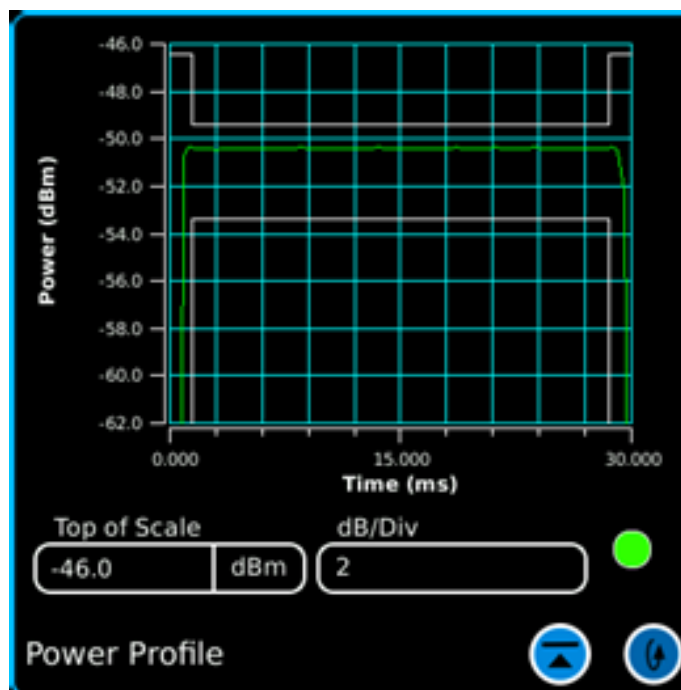 -46.0
-48.0
-50.0
-52.0
-54.0
-56.0
-58.0
-60.0
-62.0
Power (dBm)
0.000 15.000 30.000
Time (ms)
Top of Scale dB/Div
-46.0 dBm 2
Power Profile